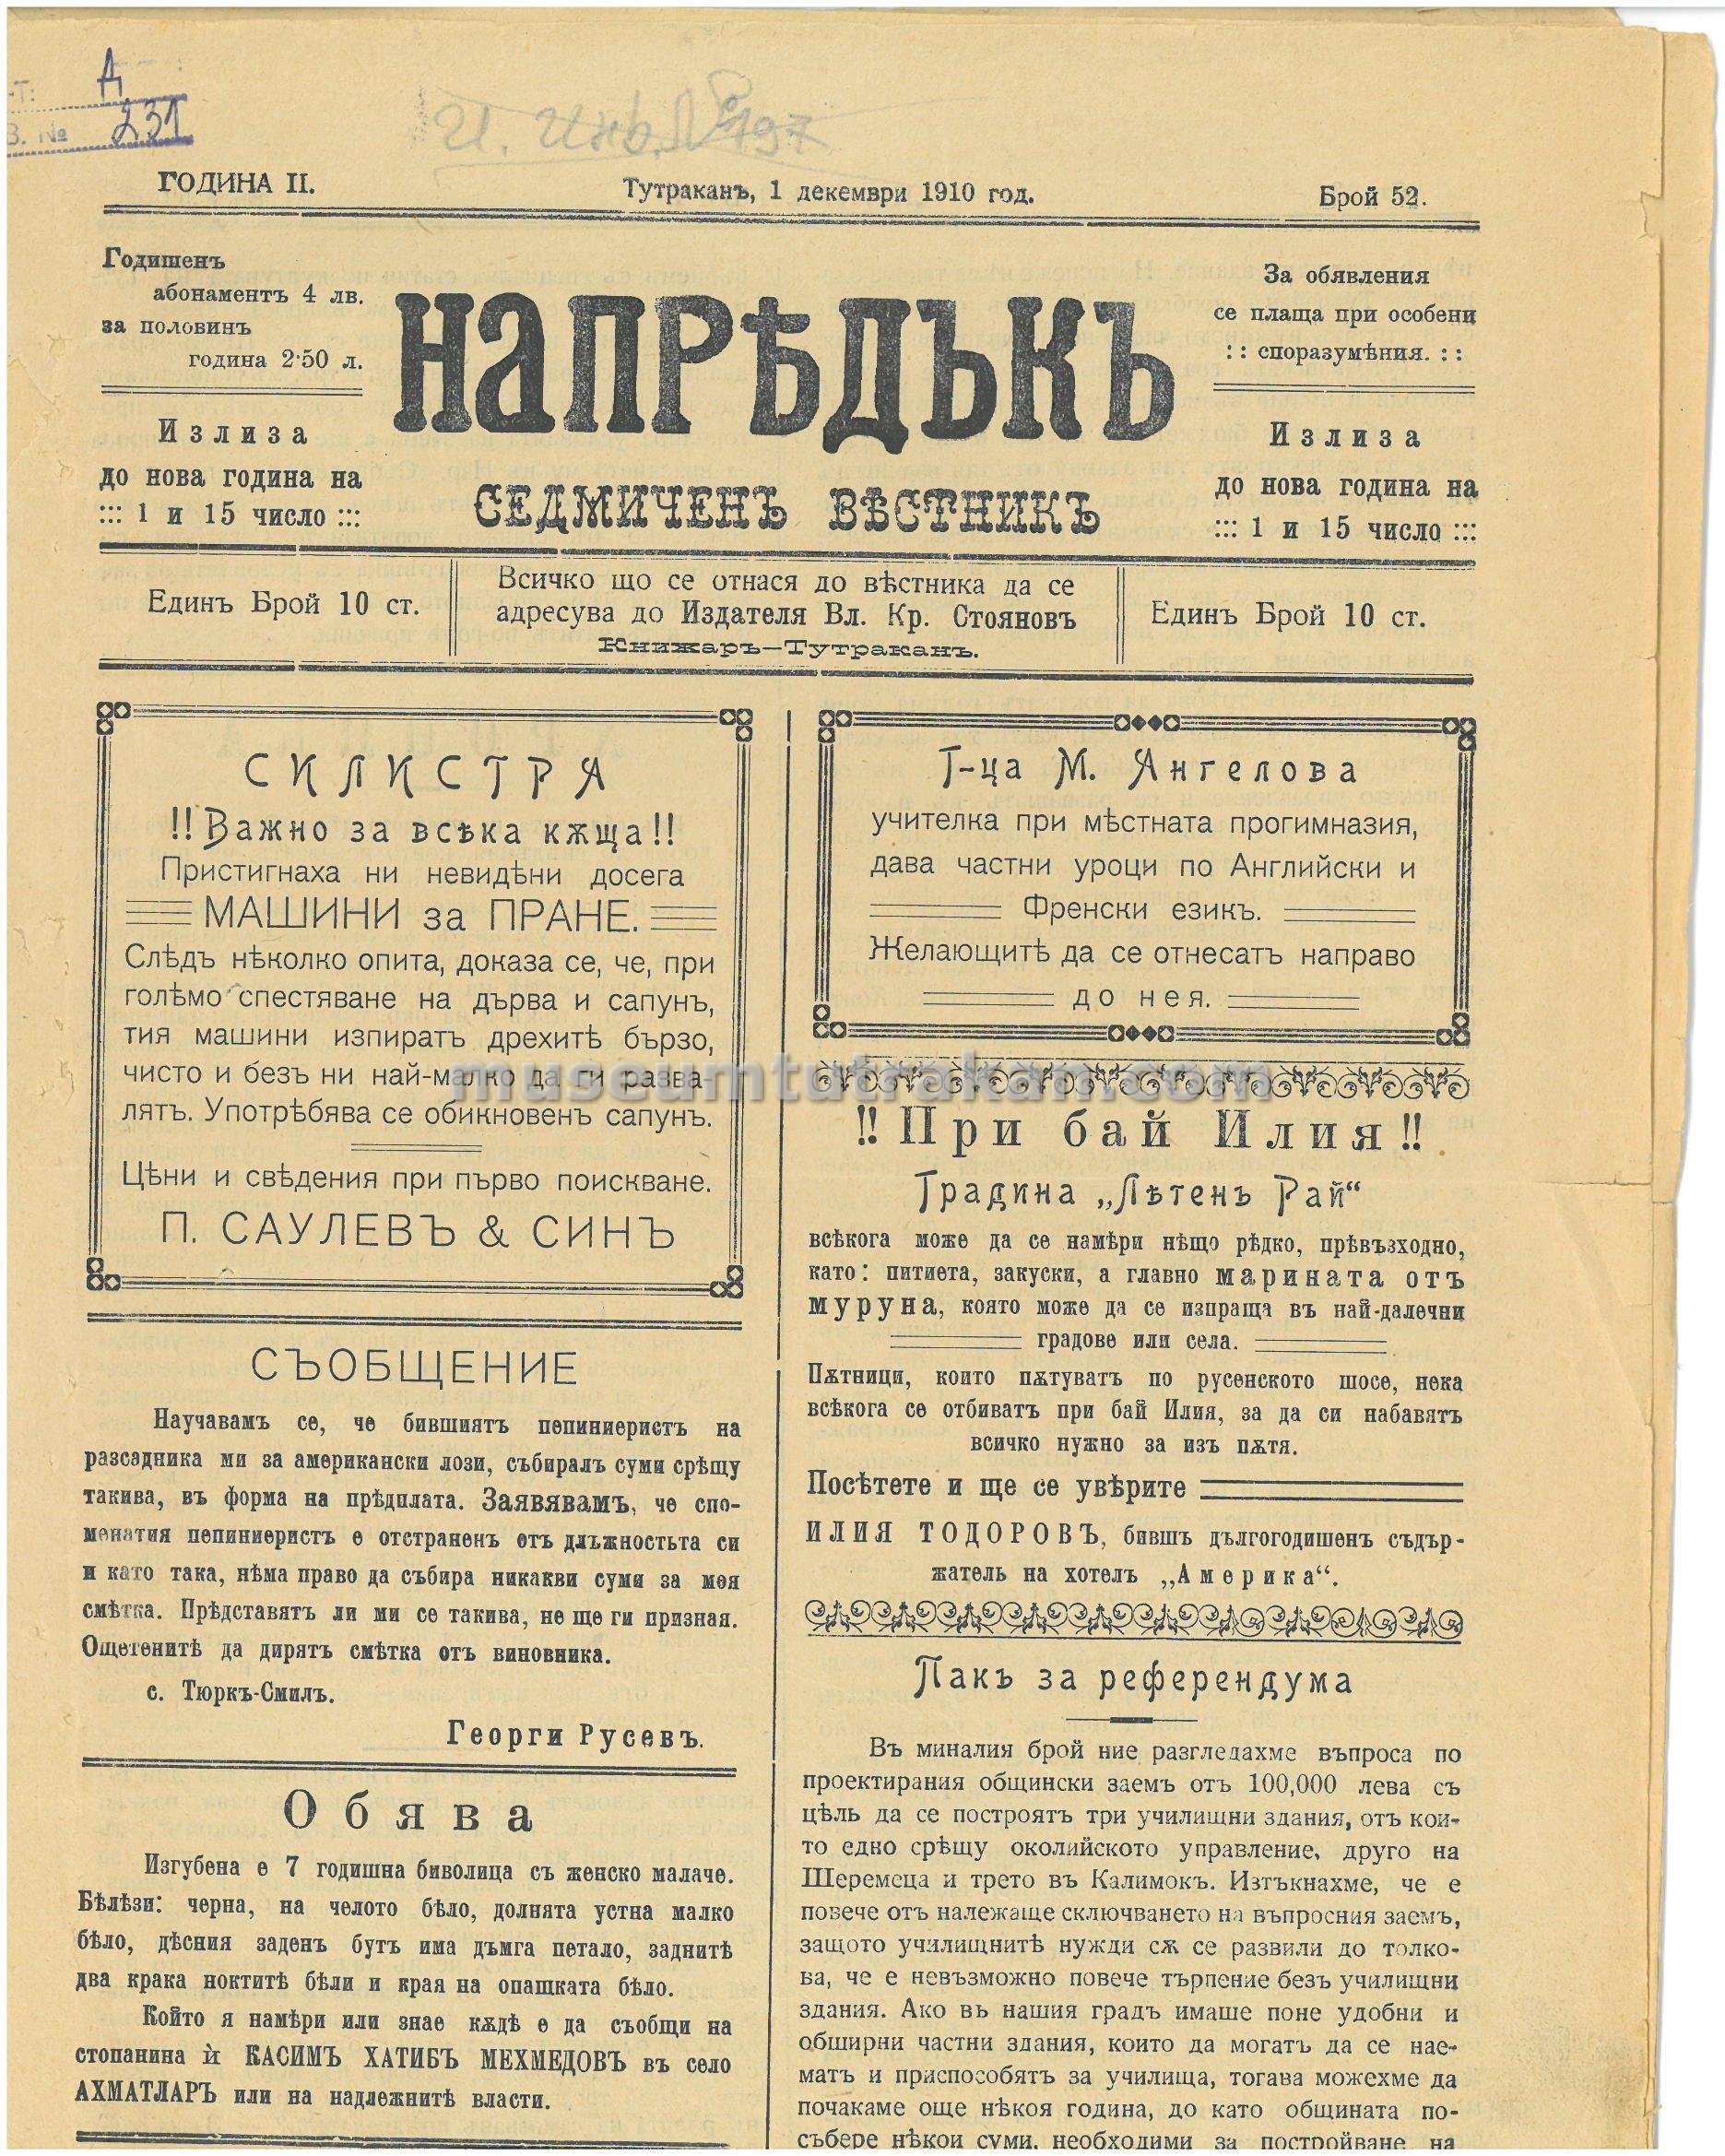 Д
231
ГОДИНА II.
Тутраканъ, 1 декември 1910 год.
Брой 52.
Годишенъ
абонаментъ 4 лв.
за половинъ
година 2·50 л.
Излиза
до нова година на
::: 1 и 15 число :::
НАПРѢДЪКЪ
СЕДМИЧЕНЪ ВѢСТНИКЪ
За обявления
се плаща при особени
:: споразумѣния. ::
Излиза
до нова година на
::: 1 и 15 число :::
Единъ Брой 10 ст.
Всичко що се отнася до вѣстника да се
адресува до Издателя Вл. Кр. Стояновъ
Книжаръ—Тутраканъ.
Единъ Брой 10 ст.
СИЛИСТРА
!!Важно за всѣка кѫща!!
Пристигнаха ни невидѣни досега
МАШИНИ за ПРАНЕ.
Слѣдъ нѣколко опита, доказа се, че, при
голѣмо спестяване на дърва и сапунъ,
тия машини изпиратъ дрехитѣ бързо,
чисто и безъ ни най-малко да ги разва-
лятъ. Употрѣбява се обикновенъ сапунъ.
Цѣни и свѣдения при първо поискване.
П. САУЛЕВЪ & СИНЪ
СЪОБЩЕНИЕ
Научавамъ се, че бившиятъ пепиниеристъ на
разсадника ми за американски лози, събиралъ суми срѣщу
такива, въ форма на прѣдплата. Заявявамъ, че спо-
менатия пепиниеристъ е отстраненъ отъ длъжностьта си
и като така, нѣма право да събира никакви суми за моя
смѣтка. Прѣдставятъ ли ми се такива, не ще ги призная.
Ощетенитѣ да дирятъ смѣтка отъ виновника.
с. Тюркъ-Смилъ.
Георги Русевъ.
Обява
Изгубена е 7 годишна биволица съ женско малаче.
Бѣлѣзи: черна, на челото бѣло, долнята устна малко
бѣло, дѣсния заденъ бутъ има дъмга петало, заднитѣ
два крака ноктитѣ бѣли и края на опашката бѣло.
Който я намѣри или знае кѫдѣ е да съобщи на
стопанина ѝ КАСИМЪ ХАТИБЪ МЕХМЕДОВЪ въ село
АХМАТЛАРЪ или на надлежнитѣ власти.
Г-ца М. Ангелова
учителка при мѣстната прогимназия,
дава частни уроци по Английски и
Френски езикъ.
Желающитѣ да се отнесатъ направо
до нея.
museumtutrakan.com
!! При бай Илия !!
Градина „Лѣтенъ Рай“
всѣкога може да се намѣри нѣщо рѣдко, прѣвъзходно,
като: питиета, закуски, а главно марината отъ
муруна, която може да се изпраща въ най-далечни
градове или села.
Пѫтници, които пѫтуватъ по русенското шосе, нека
всѣкога се отбиватъ при бай Илия, за да си набавятъ
всичко нужно за изъ пѫтя.
Посѣтете и ще се увѣрите
ИЛИЯ ТОДОРОВЪ, бившъ дългогодишенъ съдър-
жатель на хотелъ „Америка“.
Пакъ за референдума
Въ миналия брой ние разгледахме въпроса по
проектирания общински заемъ отъ 100,000 лева съ
цѣль да се построятъ три училищни здания, отъ кои-
то едно срѣщу околийското управление, друго на
Шеремеца и трето въ Калимокъ. Изтъкнахме, че е
повече отъ належаще сключването на въпросния заемъ,
защото училищнитѣ нужди сѫ се развили до толко-
ва, че е невъзможно повече търпение безъ училищни
здания. Ако въ нашия градъ имаше поне удобни и
обширни частни здания, които да могатъ да се нае-
матъ и приспособятъ за училища, тогава можехме да
почакаме още нѣкоя година, до като общината по-
събере нѣкои суми, необходими за постройване на